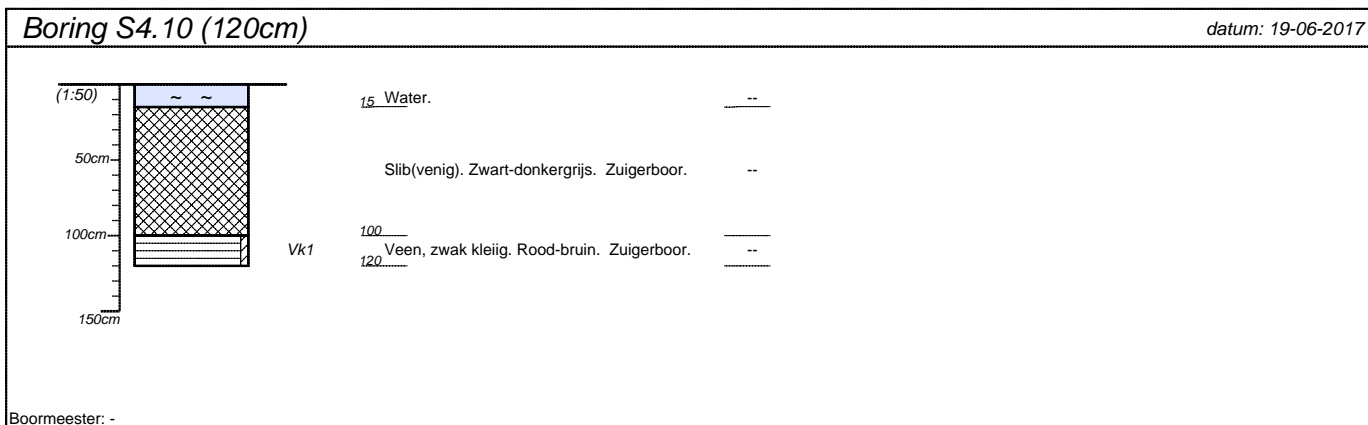 Boring S4.10 (120cm) datum: 19-06-2017
(1:50)
~ ~
15 Water. --
50cm
Slib(venig). Zwart-donkergrijs. Zuigerboor. --
100cm
100
Vk1 Veen, zwak kleiig. Rood-bruin. Zuigerboor. --
120
150cm
Boormeester: -